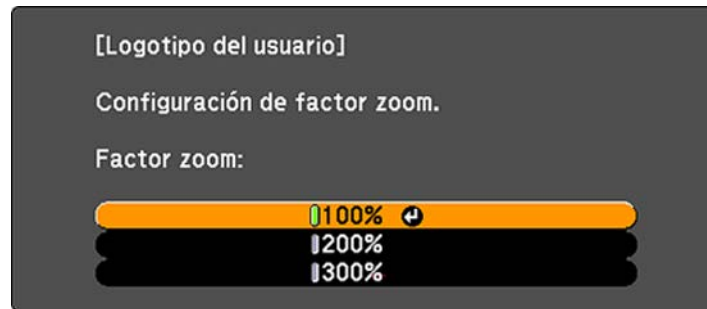 [Logotipo del usuario]
Configuración de factor zoom.
Factor zoom:
100%
200%
300%